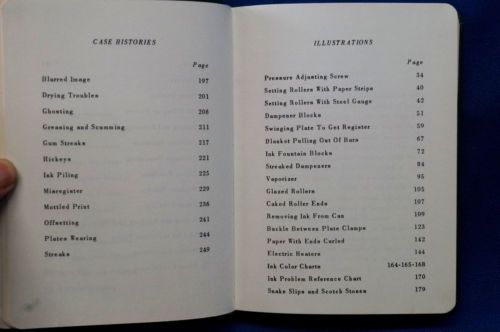 CASE HISTORIES
Page
Blurred Image 197
Drying Troubles 201
Ghosting 208
Greasing and Scumming 211
Gum Streaks 217
Hickeys 221
Ink Piling 225
Misregister 229
Mottled Print 236
Offsetting 241
Plates Wearing 244
Streaks 249
ILLUSTRATIONS
Page
Pressure Adjusting Screw 34
Setting Rollers With Paper Strips 40
Setting Rollers With Steel Gauge 42
Dampener Blocks 51
Swinging Plate To Get Register 59
Blanket Pulling Out Of Bars 67
Ink Fountain Blocks 72
Streaked Dampeners 84
Vaporizer 95
Glazed Rollers 105
Caked Roller Ends 107
Removing Ink From Can 109
Buckle Between Plate Clamps 123
Paper With Ends Curled 142
Electric Heaters 144
Ink Color Charts 164-165-168
Ink Problem Reference Chart 170
Snake Slips and Scotch Stones 179